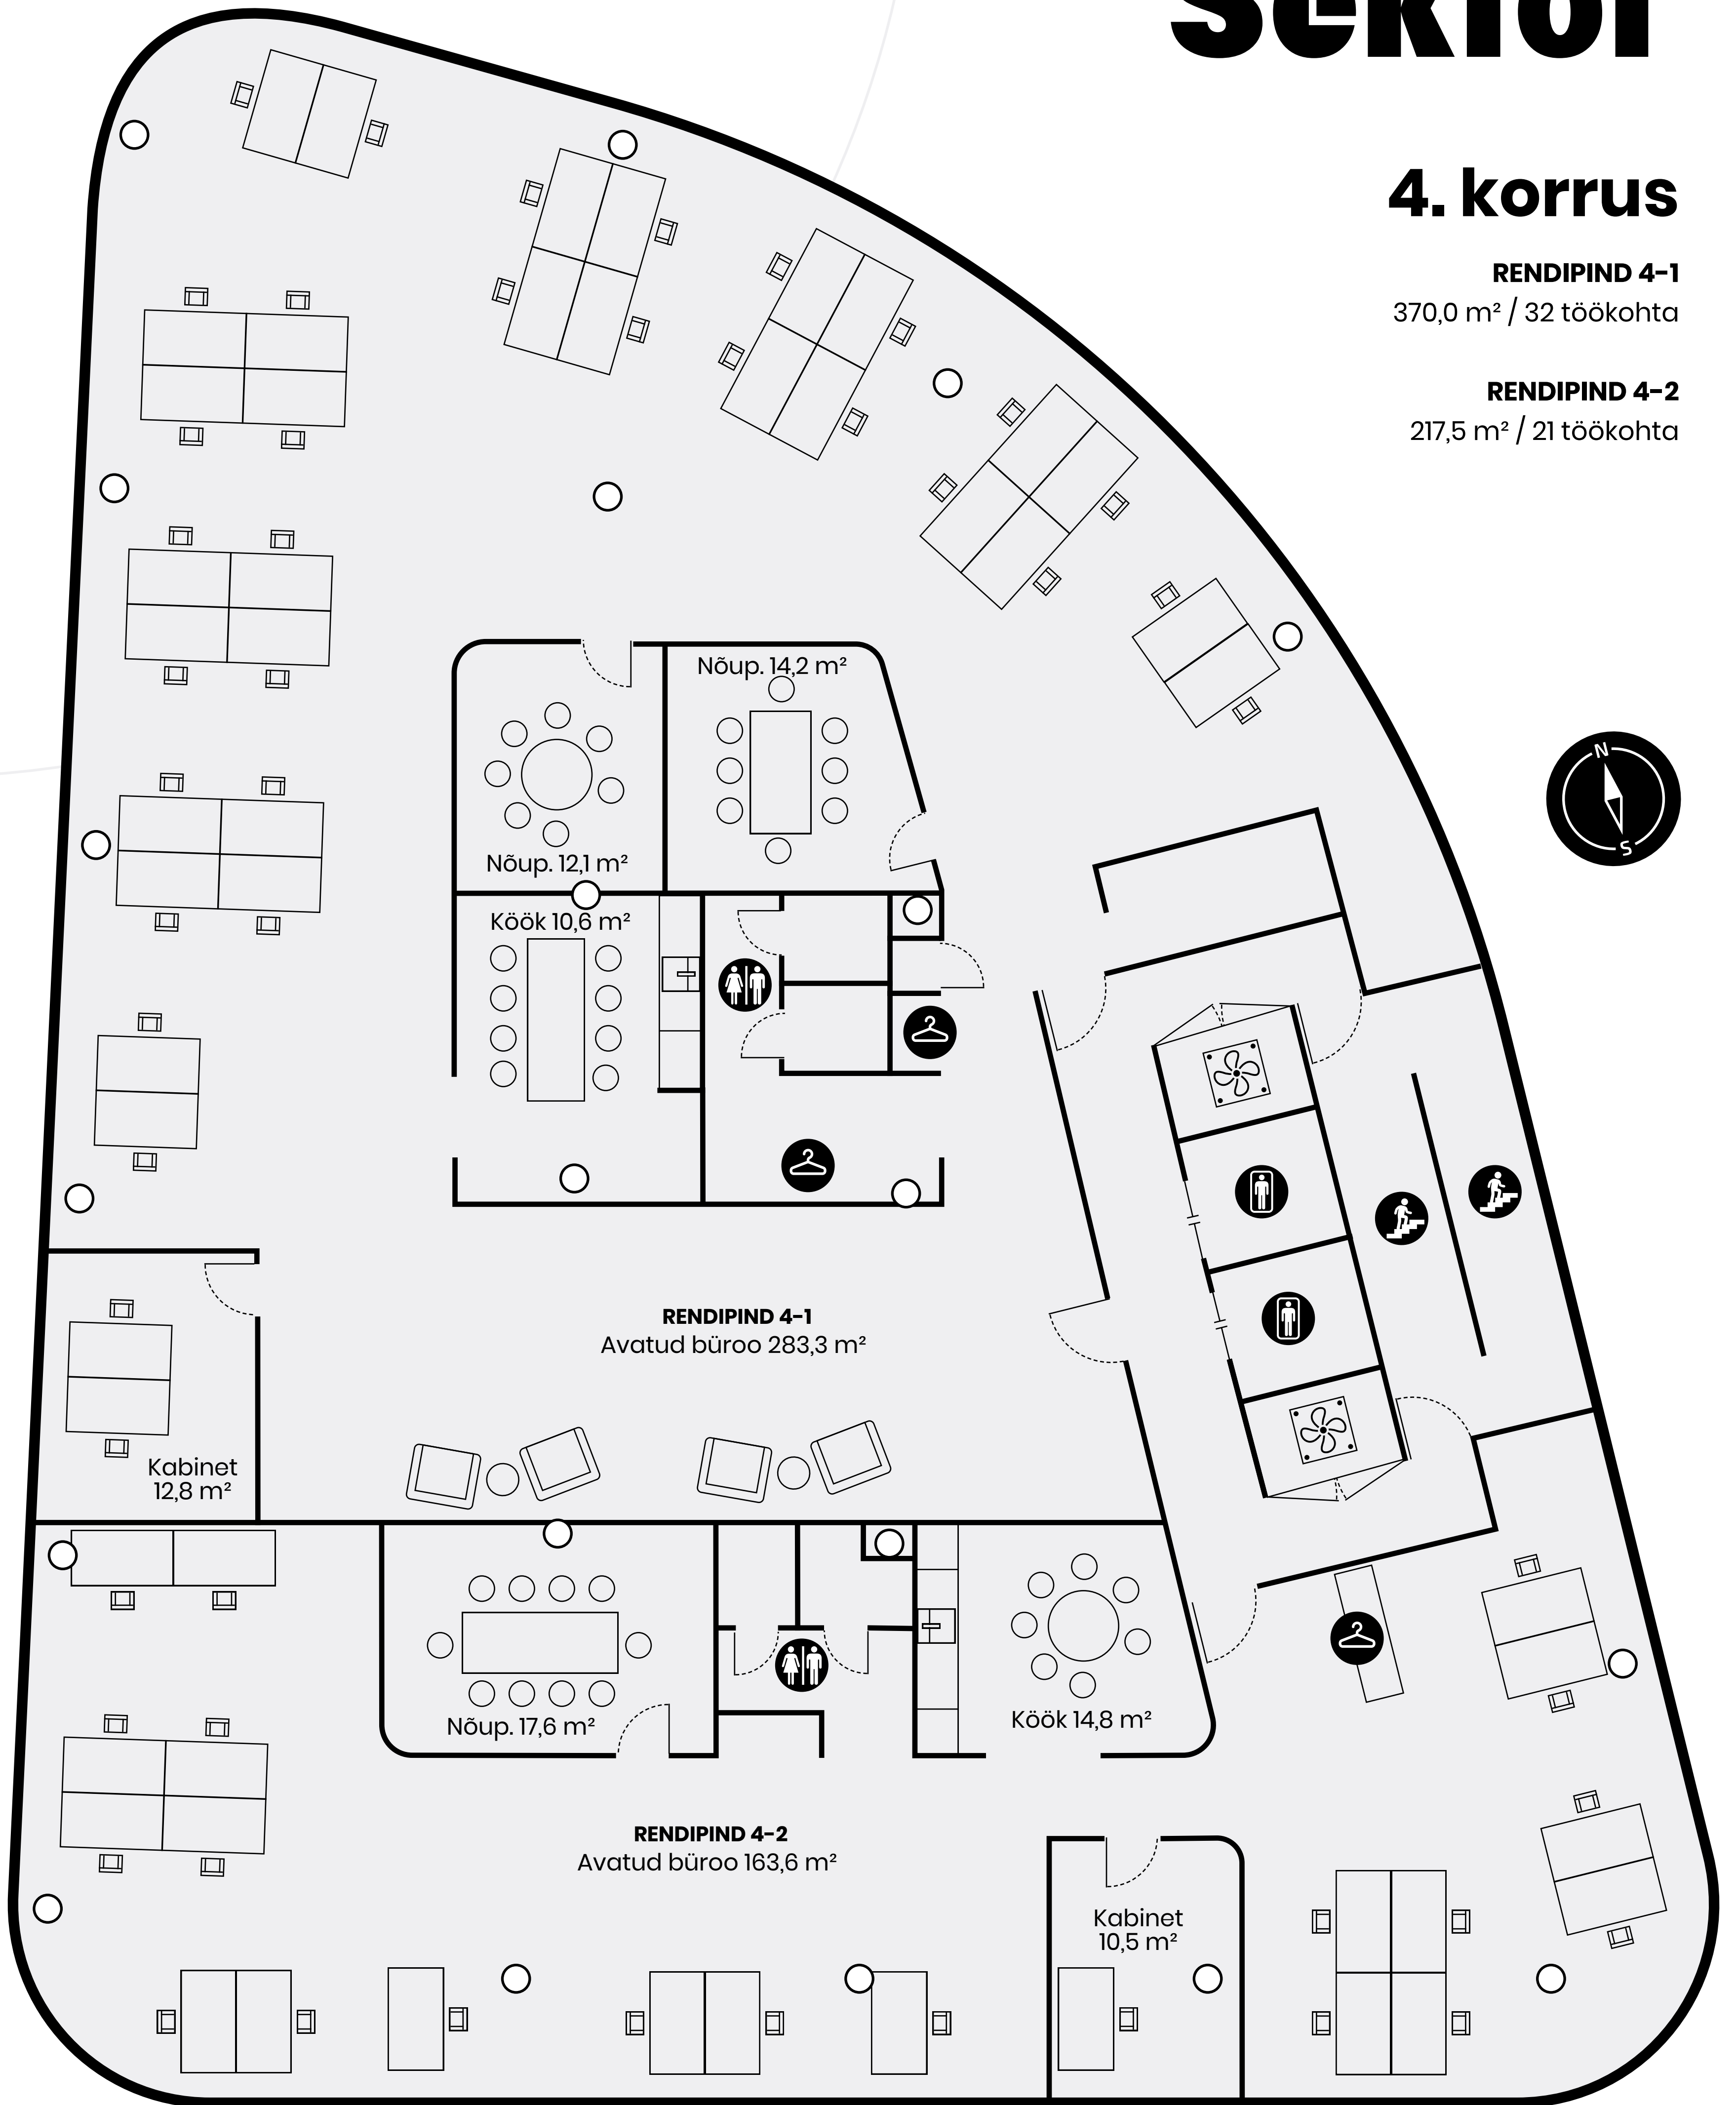 Sektor
4. korrus
RENDIPIND 4-1
370,0 m² / 32 töökohta
RENDIPIND 4-2
217,5 m² / 21 töökohta
Nõup. 14,2 m²
N
S
Nõup. 12,1 m²
Köök 10,6 m²
RENDIPIND 4-1
Avatud büroo 283,3 m²
Kabinet
12,8 m²
Nõup. 17,6 m²
Köök 14,8 m²
RENDIPIND 4-2
Avatud büroo 163,6 m²
Kabinet
10,5 m²